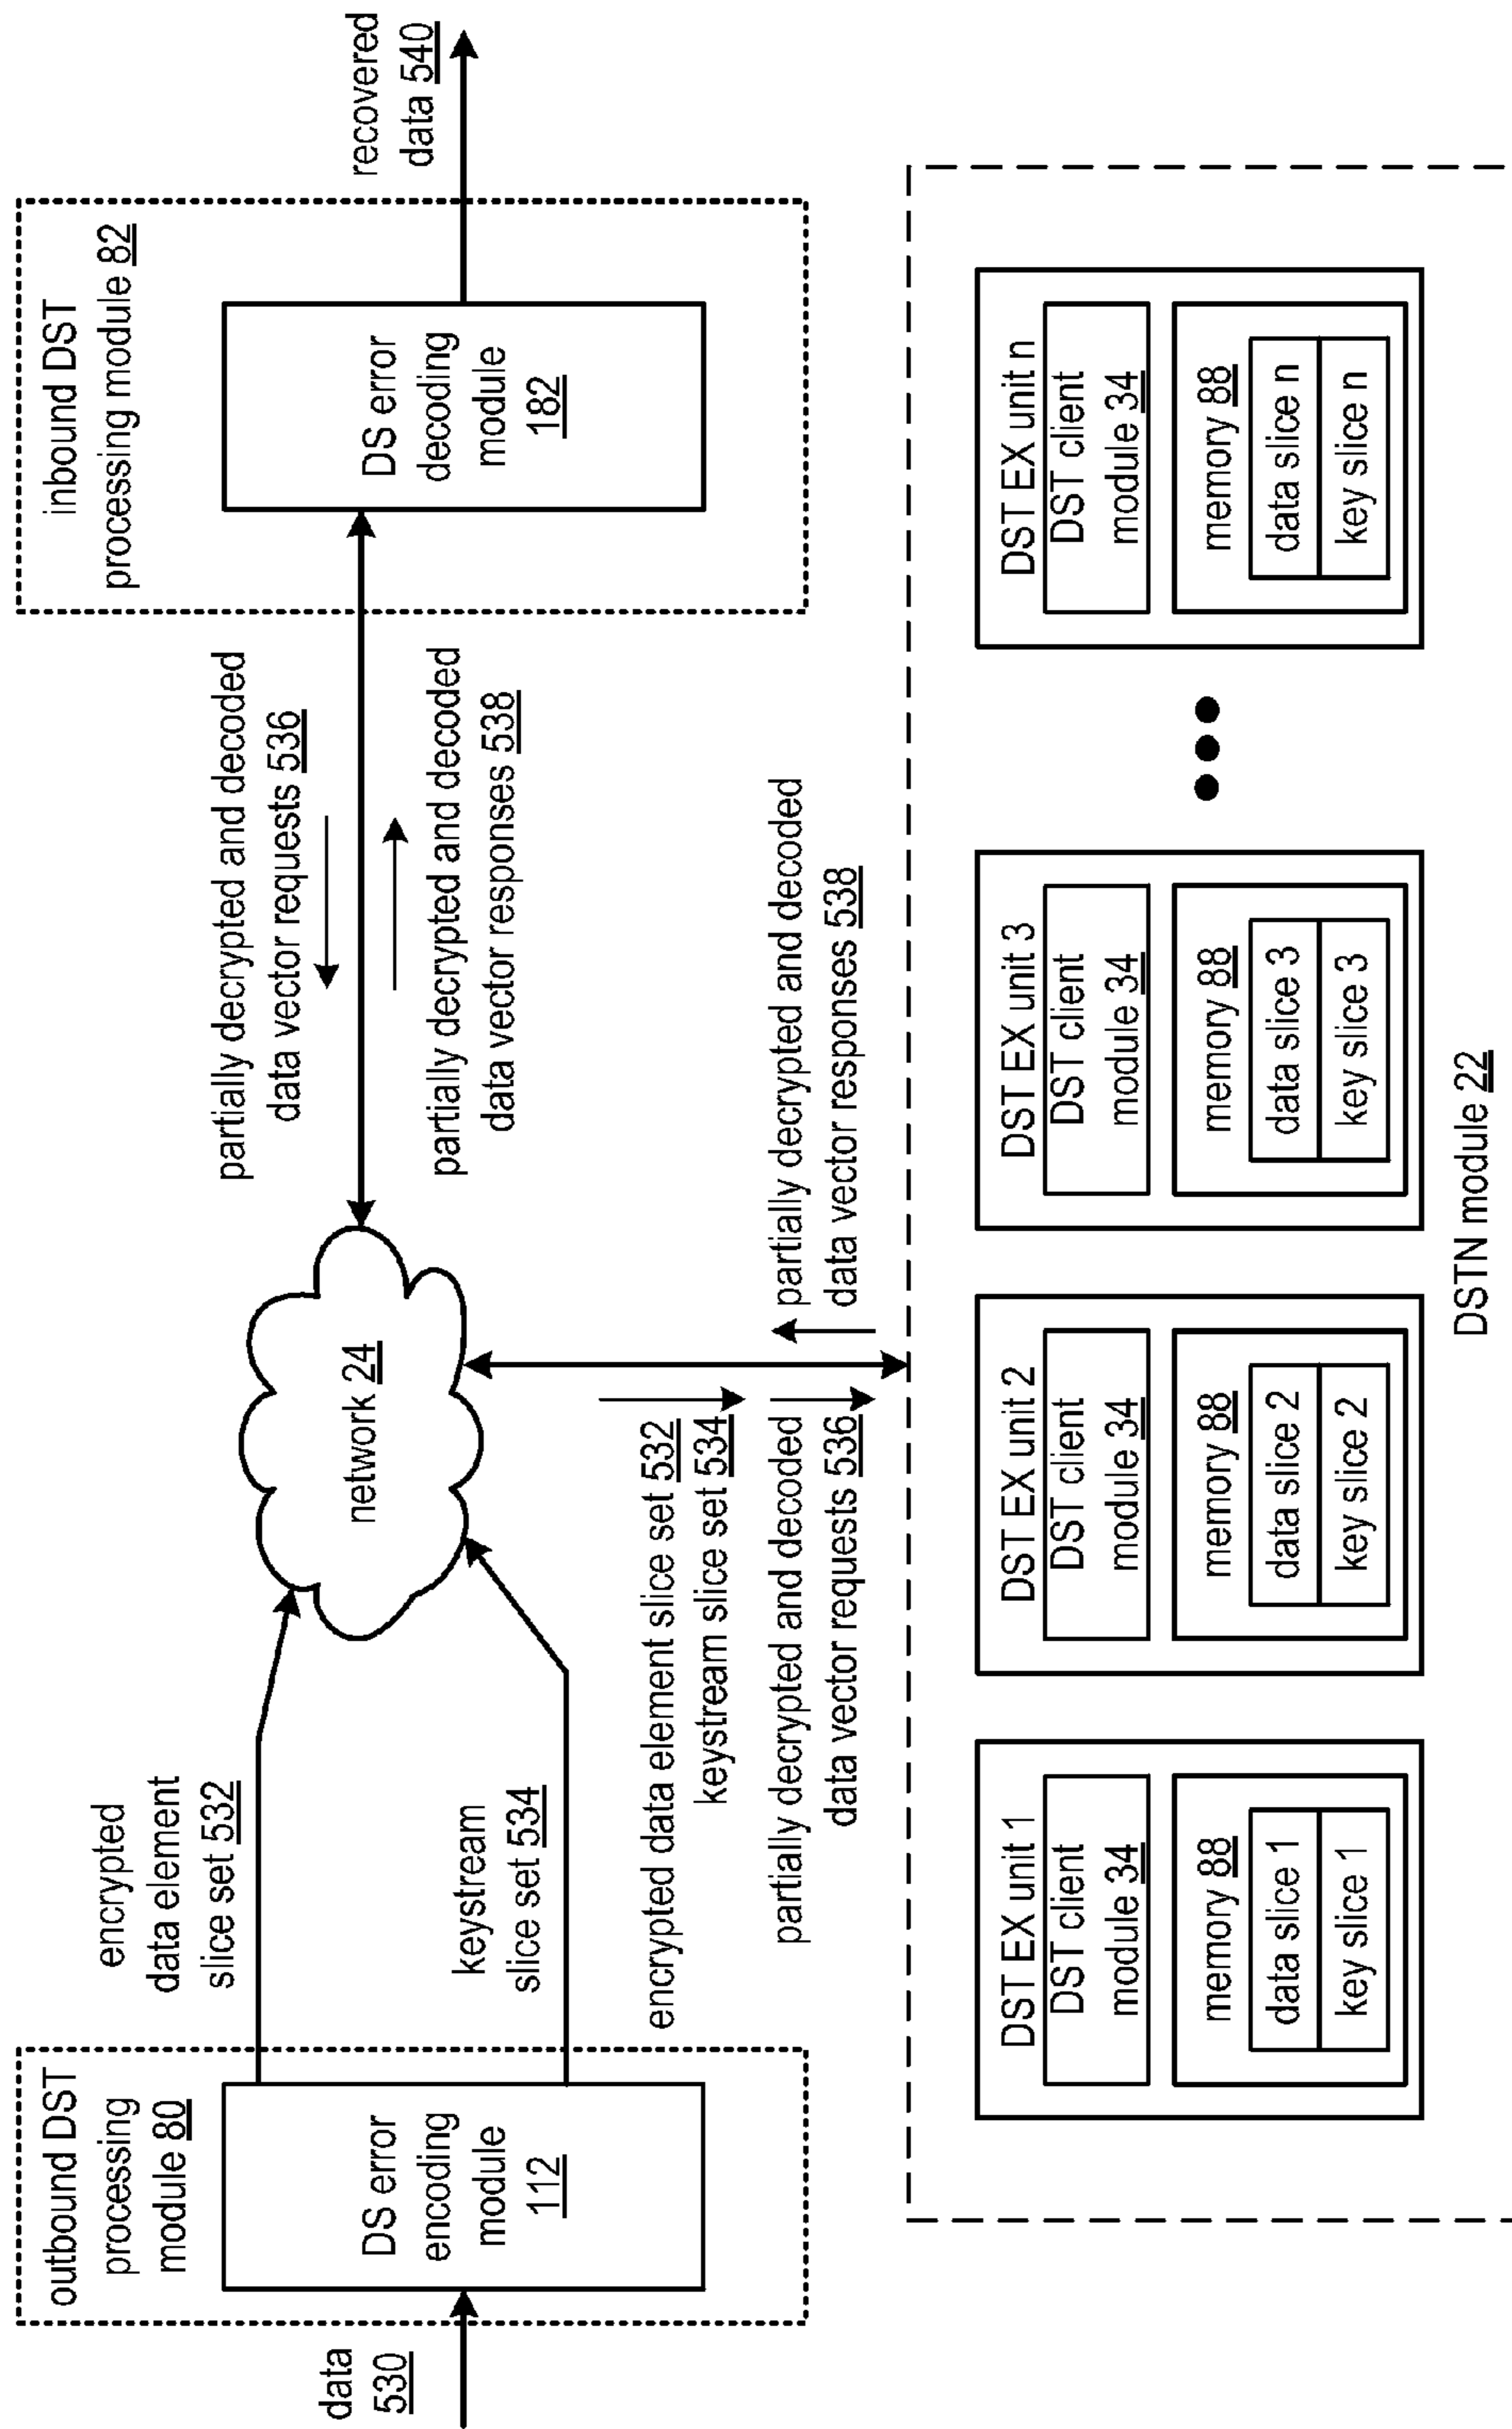 outbound DST
processing
module 80
DS error
encoding
module
112
data
530
encrypted
data element
slice set 532
keystream
slice set 534
network 24
partially decrypted and decoded
data vector requests 536
partially decrypted and decoded
data vector responses 538
inbound DST
processing module 82
DS error
decoding
module
182
recovered
data 540
encrypted data element slice set 532
keystream slice set 534
partially decrypted and decoded
data vector requests 536
partially decrypted and decoded
data vector responses 538
DST EX unit 1
DST client
module 34
memory 88
data slice 1
key slice 1
DST EX unit 2
DST client
module 34
memory 88
data slice 2
key slice 2
DST EX unit 3
DST client
module 34
memory 88
data slice 3
key slice 3
DST EX unit n
DST client
module 34
memory 88
data slice n
key slice n
DSTN module 22